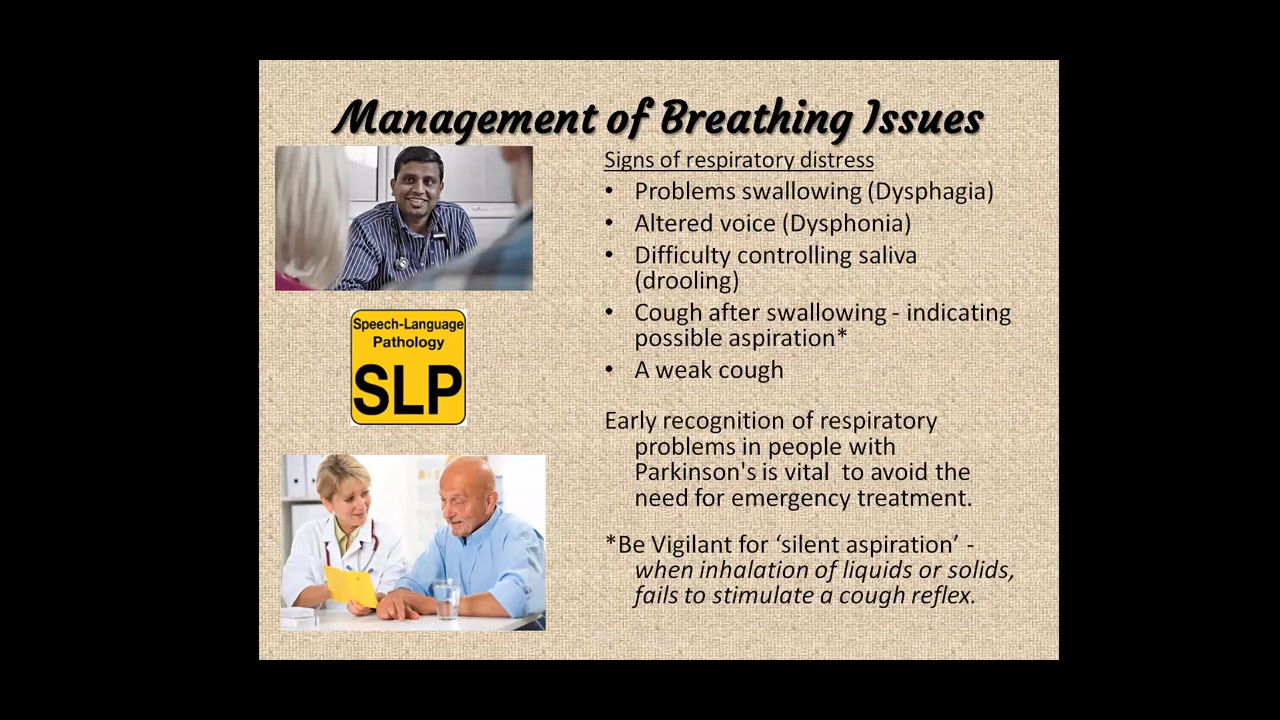 Management of Breathing Issues
Signs of respiratory distress
• Problems swallowing (Dysphagia)
• Altered voice (Dysphonia)
• Difficulty controlling saliva
(drooling)
• Cough after swallowing - indicating
possible aspiration*
• A weak cough
Early recognition of respiratory
problems in people with
Parkinson's is vital  to avoid the
need for emergency treatment.
*Be Vigilant for ‘silent aspiration’ -
when inhalation of liquids or solids,
fails to stimulate a cough reflex.
Speech-Language
Pathology
SLP